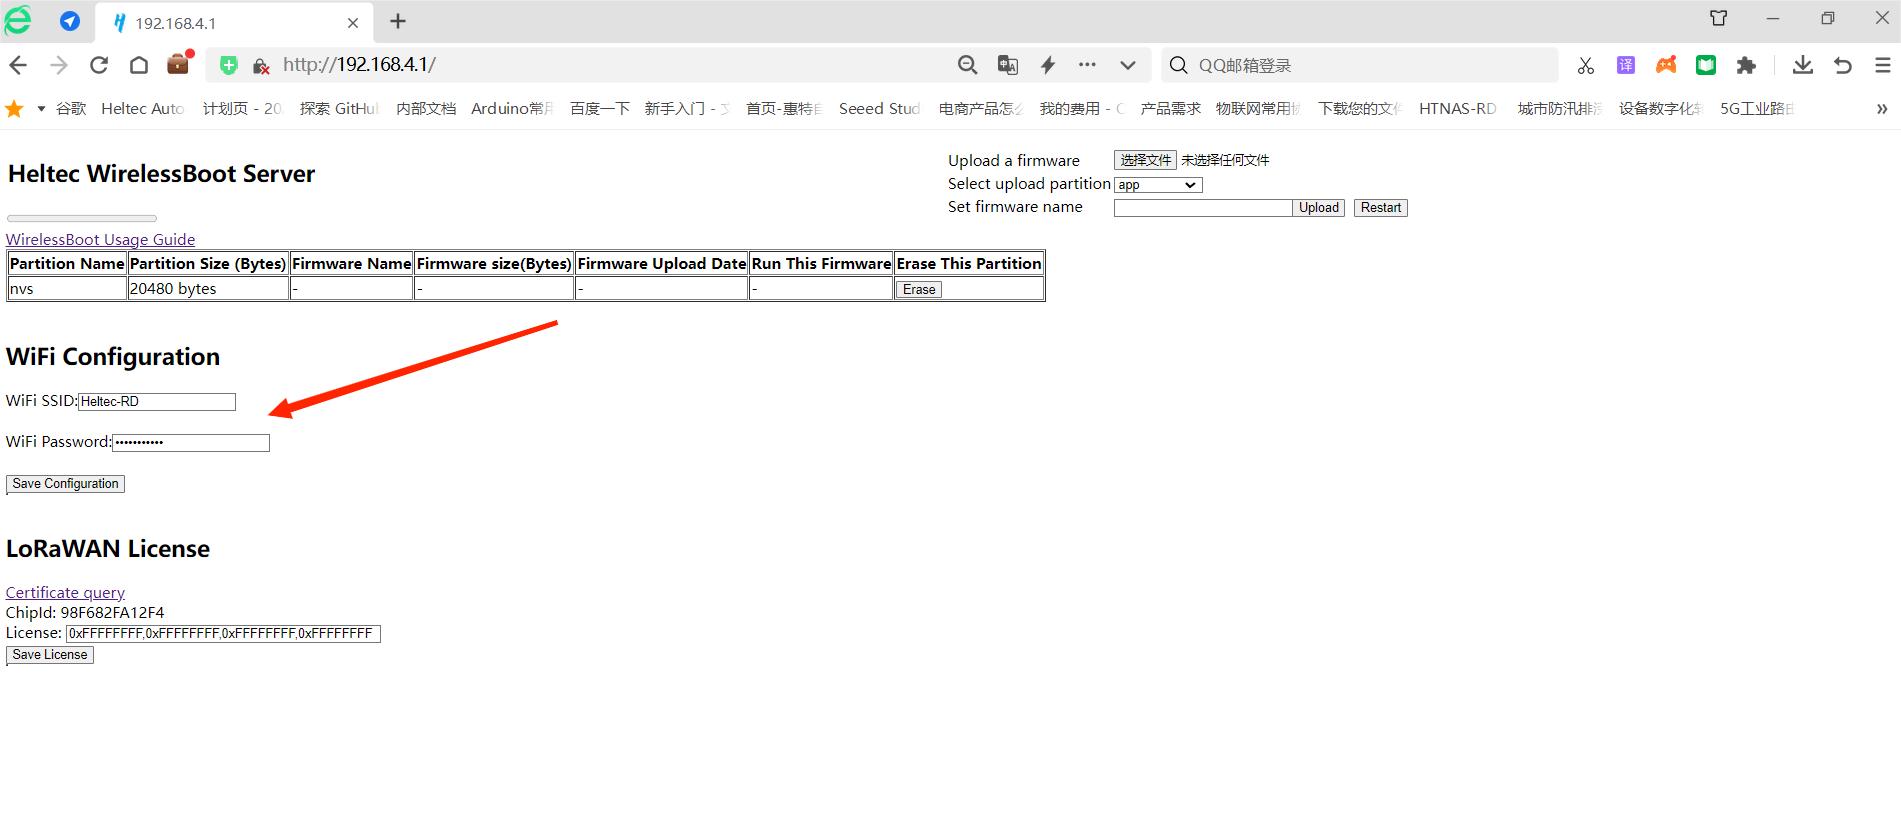 192.168.4.1
http://192.168.4.1/
QQ邮箱登录
译
谷歌 Heltec Auto 计划页 - 20 探索 GitHu 内部文档 Arduino常用 百度一下 新手入门 - 首页-惠特 Seeed Stud 电商产品怎么 我的费用 - C 产品需求 物联网常用 下载您的文件 HTNAS-RD 城市防汛排 设备数字化 5G工业路由
Heltec WirelessBoot Server
Upload a firmware 选择文件 未选择任何文件
Select upload partition app
Set firmware name Upload Restart
WirelessBoot Usage Guide
Partition Name Partition Size (Bytes) Firmware Name Firmware size(Bytes) Firmware Upload Date Run This Firmware Erase This Partition
nvs 20480 bytes - - - - Erase
WiFi Configuration
WiFi SSID: Heltec-RD
WiFi Password: •••••••••••
Save Configuration
LoRaWAN License
Certificate query
ChipId: 98F682FA12F4
License: 0xFFFFFFFF,0xFFFFFFFF,0xFFFFFFFF,0xFFFFFFFF
Save License